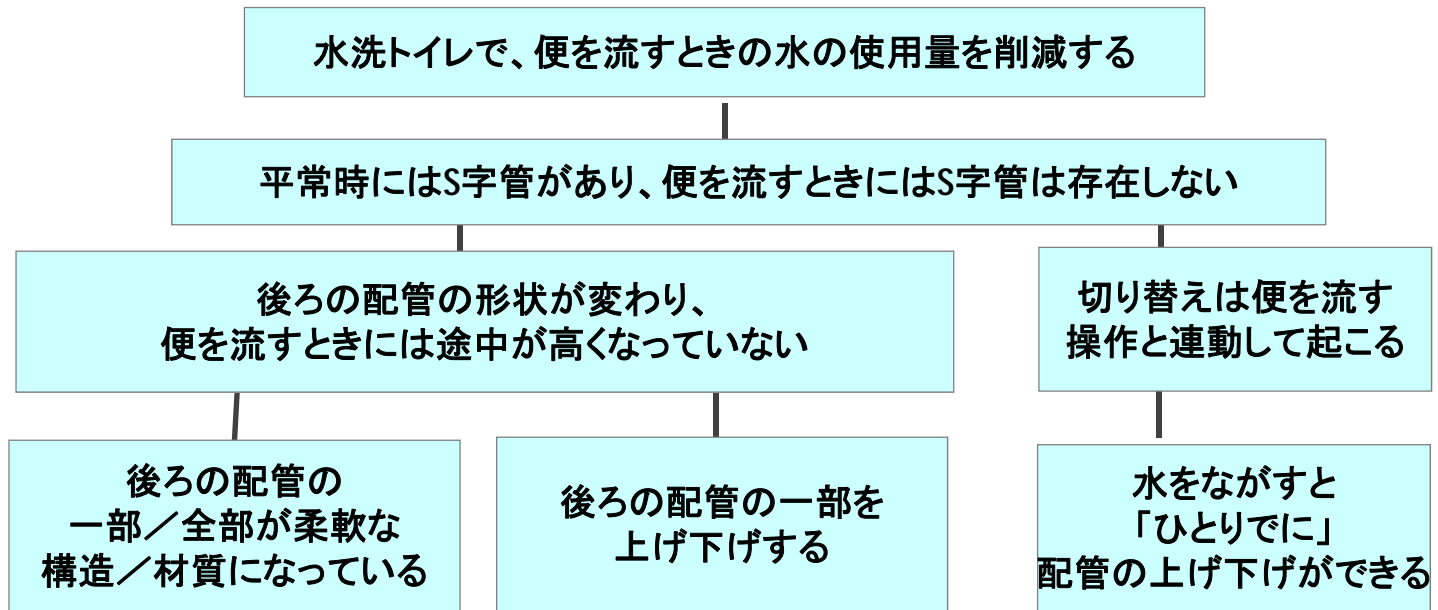 水洗トイレで、便を流すときの水の使用量を削減する
平常時にはS字管があり、便を流すときにはS字管は存在しない
後ろの配管の形状が変わり、
便を流すときには途中が高くなっていない
切り替えは便を流す
操作と連動して起こる
後ろの配管の
一部／全部が柔軟な
構造／材質になっている
後ろの配管の一部を
上げ下げする
水をながすと
「ひとりでに」
配管の上げ下げができる